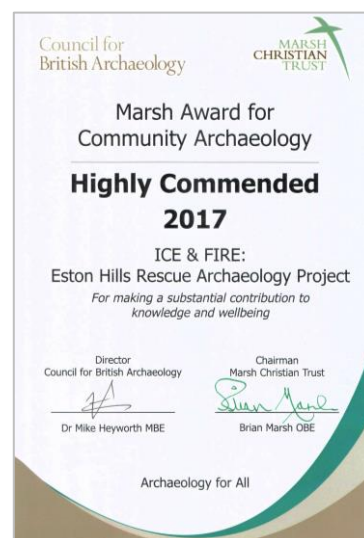 Council for
British Archaeology
MARSH
CHRISTIAN
TRUST
Marsh Award for
Community Archaeology
Highly Commended
2017
ICE & FIRE:
Eston Hills Rescue Archaeology Project
For making a substantial contribution to
knowledge and wellbeing
Director
Council for British Archaeology
Dr Mike Heyworth MBE
Chairman
Marsh Christian Trust
Brian Marsh
Brian Marsh OBE
Archaeology for All